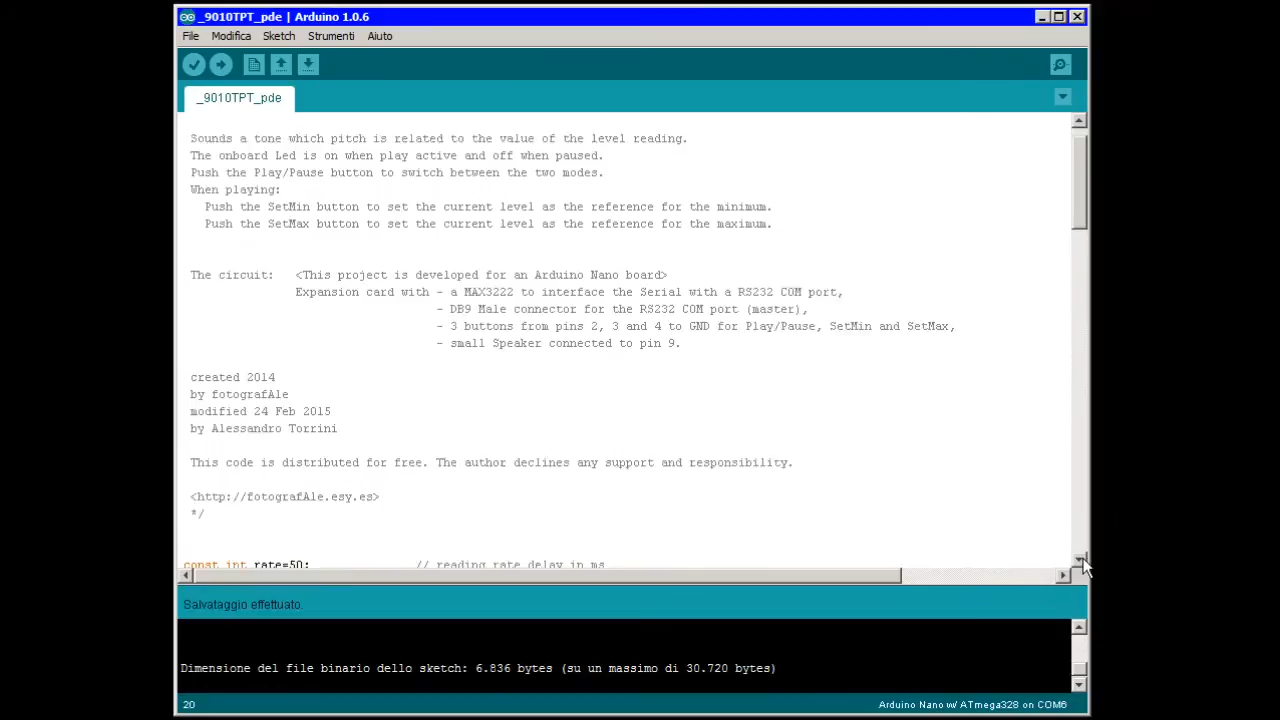 _9010TPT_pde | Arduino 1.0.6
File Modifica Sketch Strumenti Aiuto
_9010TPT_pde
Sounds a tone which pitch is related to the value of the level reading.
The onboard Led is on when play active and off when paused.
Push the Play/Pause button to switch between the two modes.
When playing:
Push the SetMin button to set the current level as the reference for the minimum.
Push the SetMax button to set the current level as the reference for the maximum.
The circuit: <This project is developed for an Arduino Nano board>
Expansion card with - a MAX3222 to interface the Serial with a RS232 COM port,
- DB9 Male connector for the RS232 COM port (master),
- 3 buttons from pins 2, 3 and 4 to GND for Play/Pause, SetMin and SetMax,
- small Speaker connected to pin 9.
created 2014
by fotografAle
modified 24 Feb 2015
by Alessandro Torrini
This code is distributed for free. The author declines any support and responsibility.
<http://fotografAle.esy.es>
*/
const int rate=50; // reading rate delay in ms
Salvataggio effettuato.
Dimensione del file binario dello sketch: 6.836 bytes (su un massimo di 30.720 bytes)
20 Arduino Nano w/ ATmega328 on COM6